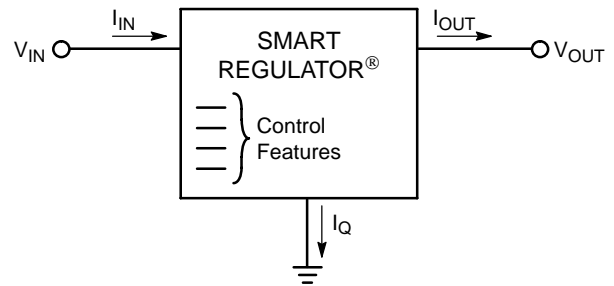 I_IN
I_OUT
V_IN
SMART
REGULATOR®
V_OUT
Control
Features
I_Q